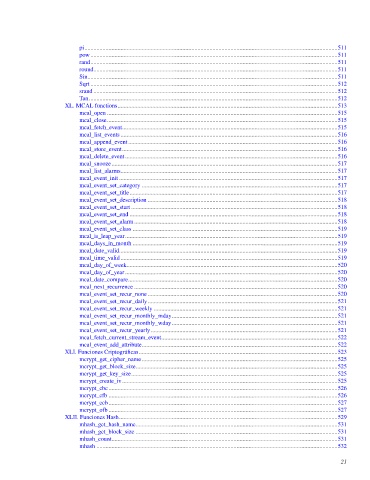 pi 511
pow 511
rand 511
round 511
Sin 511
Sqrt 512
srand 512
Tan 512
XL. MCAL functions 513
mcal_open 515
mcal_close 515
mcal_fetch_event 515
mcal_list_events 516
mcal_append_event 516
mcal_store_event 516
mcal_delete_event 516
mcal_snooze 517
mcal_list_alarms 517
mcal_event_init 517
mcal_event_set_category 517
mcal_event_set_title 517
mcal_event_set_description 518
mcal_event_set_start 518
mcal_event_set_end 518
mcal_event_set_alarm 518
mcal_event_set_class 519
mcal_is_leap_year 519
mcal_days_in_month 519
mcal_date_valid 519
mcal_time_valid 519
mcal_day_of_week 520
mcal_day_of_year 520
mcal_date_compare 520
mcal_next_recurrence 520
mcal_event_set_recur_none 520
mcal_event_set_recur_daily 521
mcal_event_set_recur_weekly 521
mcal_event_set_recur_monthly_mday 521
mcal_event_set_recur_monthly_wday 521
mcal_event_set_recur_yearly 521
mcal_fetch_current_stream_event 522
mcal_event_add_attribute 522
XLI. Funciones Criptográficas 523
mcrypt_get_cipher_name 525
mcrypt_get_block_size 525
mcrypt_get_key_size 525
mcrypt_create_iv 525
mcrypt_cbc 526
mcrypt_cfb 526
mcrypt_ecb 527
mcrypt_ofb 527
XLII. Funciones Hash 529
mhash_get_hash_name 531
mhash_get_block_size 531
mhash_count 531
mhash 532
21